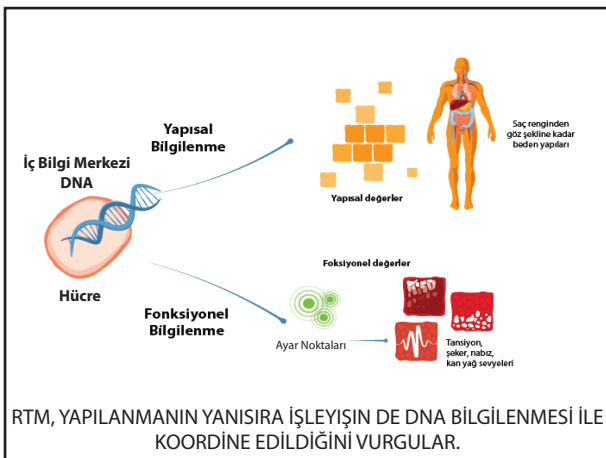 Yapısal
Bilgilenme
İç Bilgi Merkezi
DNA
Hücre
Fonksiyonel
Bilgilenme
Yapısal değerler
Saç renginden
göz şekline kadar
beden yapıları
Foksiyonel değerler
Ayar Noktaları
Tansiyon,
şeker, nabız,
kan yağ sevyeleri
RTM, YAPILANMANIN YANISIRA İŞLEYIŞIN DE DNA BİLGİLENMESİ İLE
KOORDİNE EDİLDİĞİNİ VURGULAR.